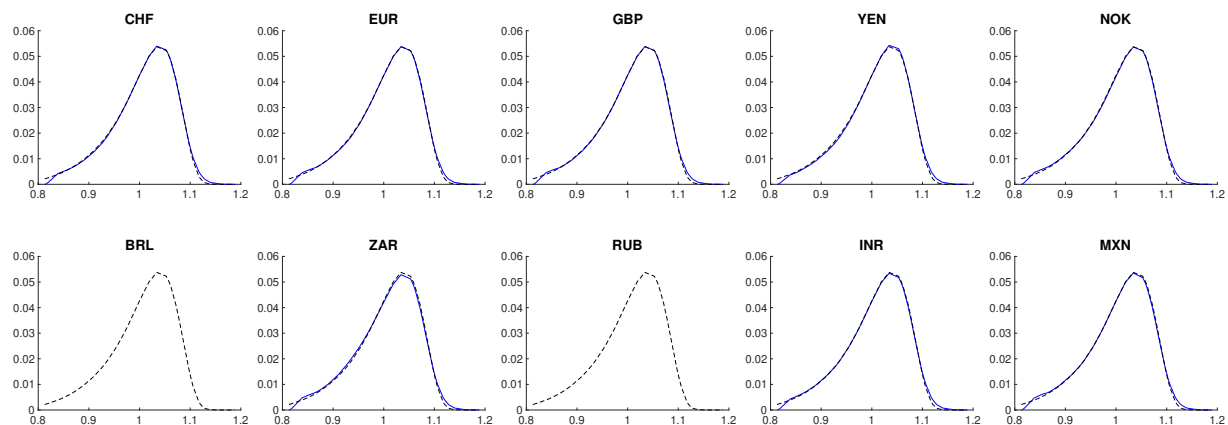 CHF EUR GBP YEN NOK
0.06 0.06 0.06 0.06 0.06
0.05 0.05 0.05 0.05 0.05
0.04 0.04 0.04 0.04 0.04
0.03 0.03 0.03 0.03 0.03
0.02 0.02 0.02 0.02 0.02
0.01 0.01 0.01 0.01 0.01
0 0 0 0 0
0.8 0.9 1 1.1 1.2 0.8 0.9 1 1.1 1.2 0.8 0.9 1 1.1 1.2 0.8 0.9 1 1.1 1.2 0.8 0.9 1 1.1 1.2
BRL ZAR RUB INR MXN
0.06 0.06 0.06 0.06 0.06
0.05 0.05 0.05 0.05 0.05
0.04 0.04 0.04 0.04 0.04
0.03 0.03 0.03 0.03 0.03
0.02 0.02 0.02 0.02 0.02
0.01 0.01 0.01 0.01 0.01
0 0 0 0 0
0.8 0.9 1 1.1 1.2 0.8 0.9 1 1.1 1.2 0.8 0.9 1 1.1 1.2 0.8 0.9 1 1.1 1.2 0.8 0.9 1 1.1 1.2